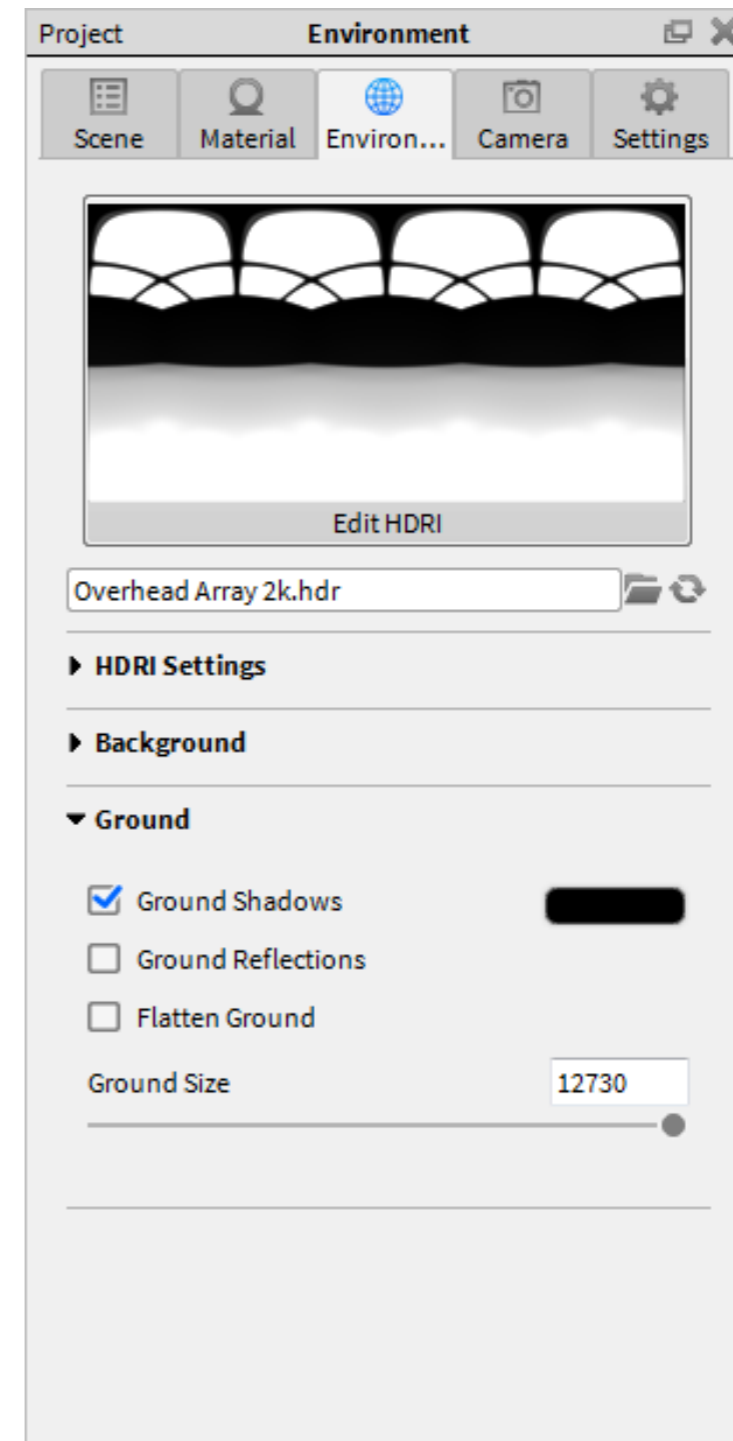 Project Environment
Scene Material Environ... Camera Settings
Edit HDRI
Overhead Array 2k.hdr
HDRI Settings
Background
Ground
Ground Shadows
Ground Reflections
Flatten Ground
Ground Size 12730